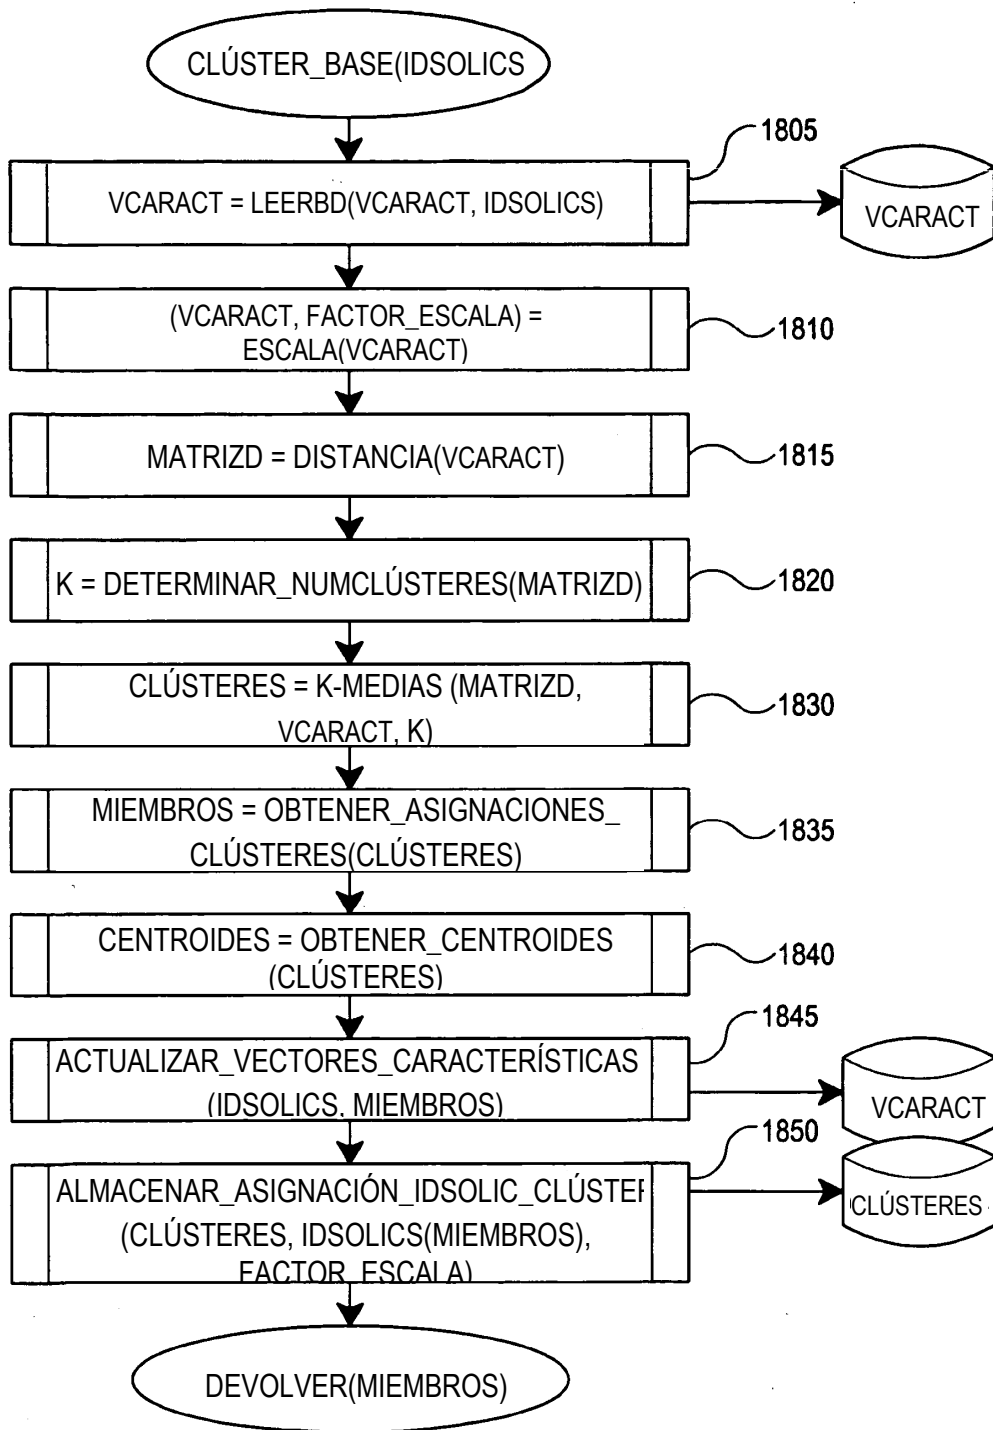 CLÚSTER_BASE(IDSOLICS
1805
VCARACT = LEERBD(VCARACT, IDSOLICS)
VCARACT
(VCARACT, FACTOR_ESCALA) =
ESCALA(VCARACT)
1810
MATRIZD = DISTANCIA(VCARACT)
1815
K = DETERMINAR_NUMCLÚSTERES(MATRIZD)
1820
CLÚSTERES = K-MEDIAS (MATRIZD,
VCARACT, K)
1830
MIEMBROS = OBTENER_ASIGNACIONES_
CLÚSTERES(CLÚSTERES)
1835
CENTROIDES = OBTENER_CENTROIDES
(CLÚSTERES)
1840
1845
ACTUALIZAR_VECTORES_CARACTERÍSTICAS
(IDSOLICS, MIEMBROS)
VCARACT
1850
ALMACENAR_ASIGNACIÓN_IDSOLIC_CLÚSTER
(CLÚSTERES, IDSOLICS(MIEMBROS),
FACTOR_ESCALA)
CLÚSTERES
DEVOLVER(MIEMBROS)